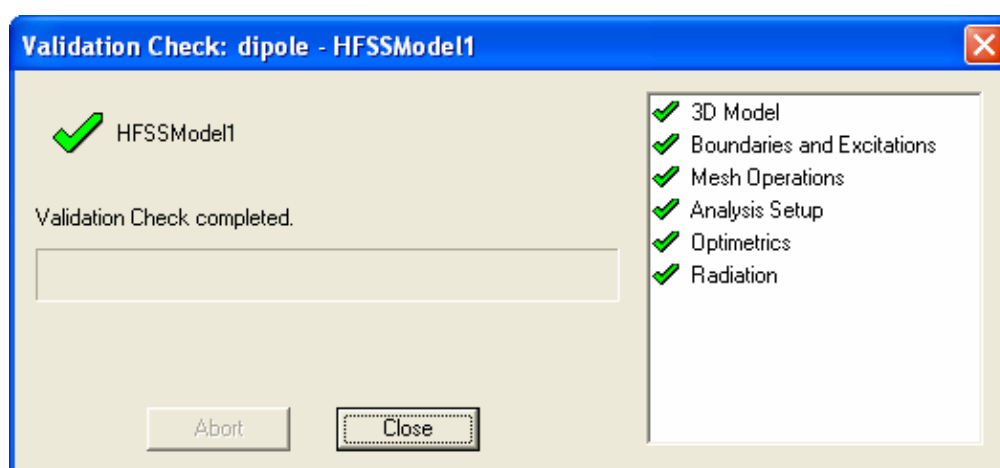 Validation Check: dipole - HFSSModel1
HFSSModel1
Validation Check completed.
Abort
Close
3D Model
Boundaries and Excitations
Mesh Operations
Analysis Setup
Optimetrics
Radiation